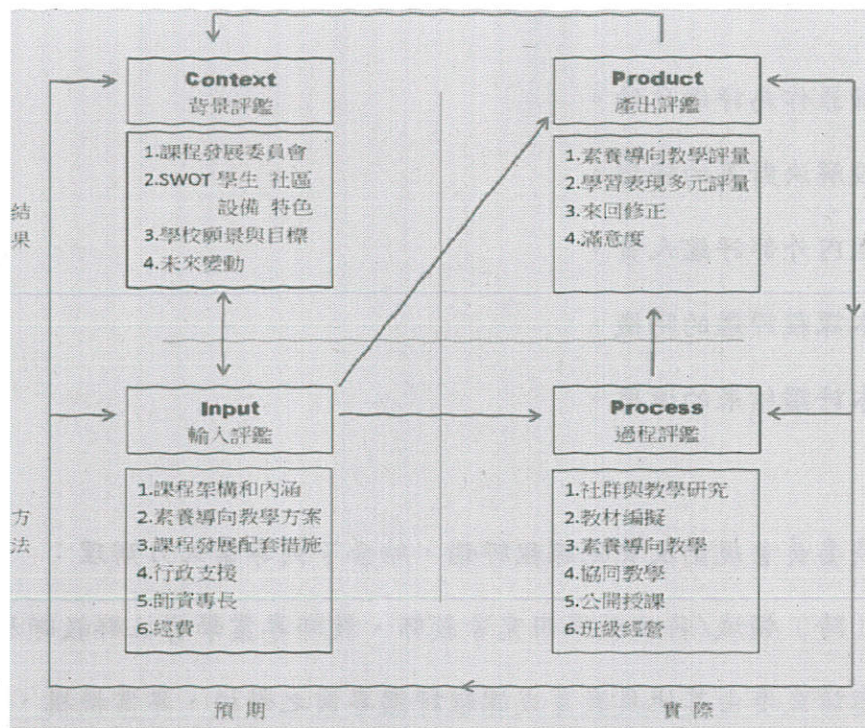 Context
背景評鑑
1.課程發展委員會
2.SWOT 學生 社區
設備 特色
3.學校願景與目標
4.未來變動
Product
產出評鑑
1.素養導向教學評量
2.學習表現多元評量
3.來回修正
4.滿意度
結
果
Input
輸入評鑑
1.課程架構和內涵
2.素養導向教學方案
3.課程發展配套措施
4.行政支援
5.師資專長
6.經費
Process
過程評鑑
1.社群與教學研究
2.教材編擬
3.素養導向教學
4.協同教學
5.公開授課
6.班級經營
方
法
預期
實際